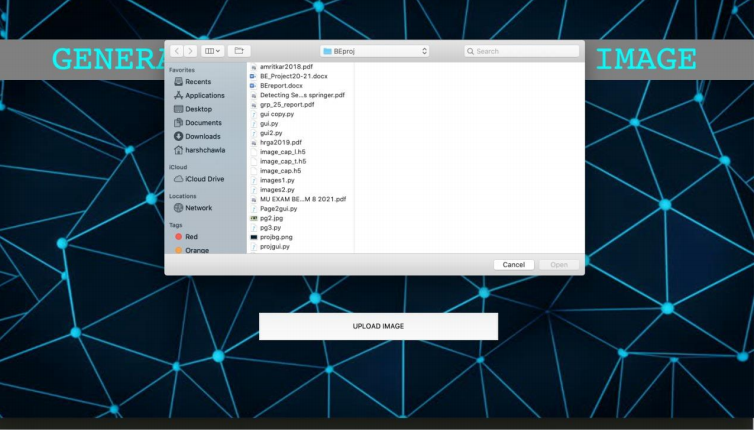 GENERA
IMAGE
BEproj
Search
Favorites
Recents
Applications
Desktop
Documents
Downloads
harshchawla
iCloud
iCloud Drive
Locations
Network
Tags
Red
Orange
amritkar2018.pdf
BE_Project20-21.docx
BEreport.docx
Detecting Se...s springer.pdf
grp_25_report.pdf
gui copy.py
gui.py
gui2.py
hrga2019.pdf
image_cap_l.h5
image_cap_t.h5
image_cap.h5
images1.py
images2.py
MU EXAM BE...M 8 2021.pdf
Page2gui.py
pg2.jpg
pg3.py
projbg.png
projgui.py
Cancel
Open
UPLOAD IMAGE